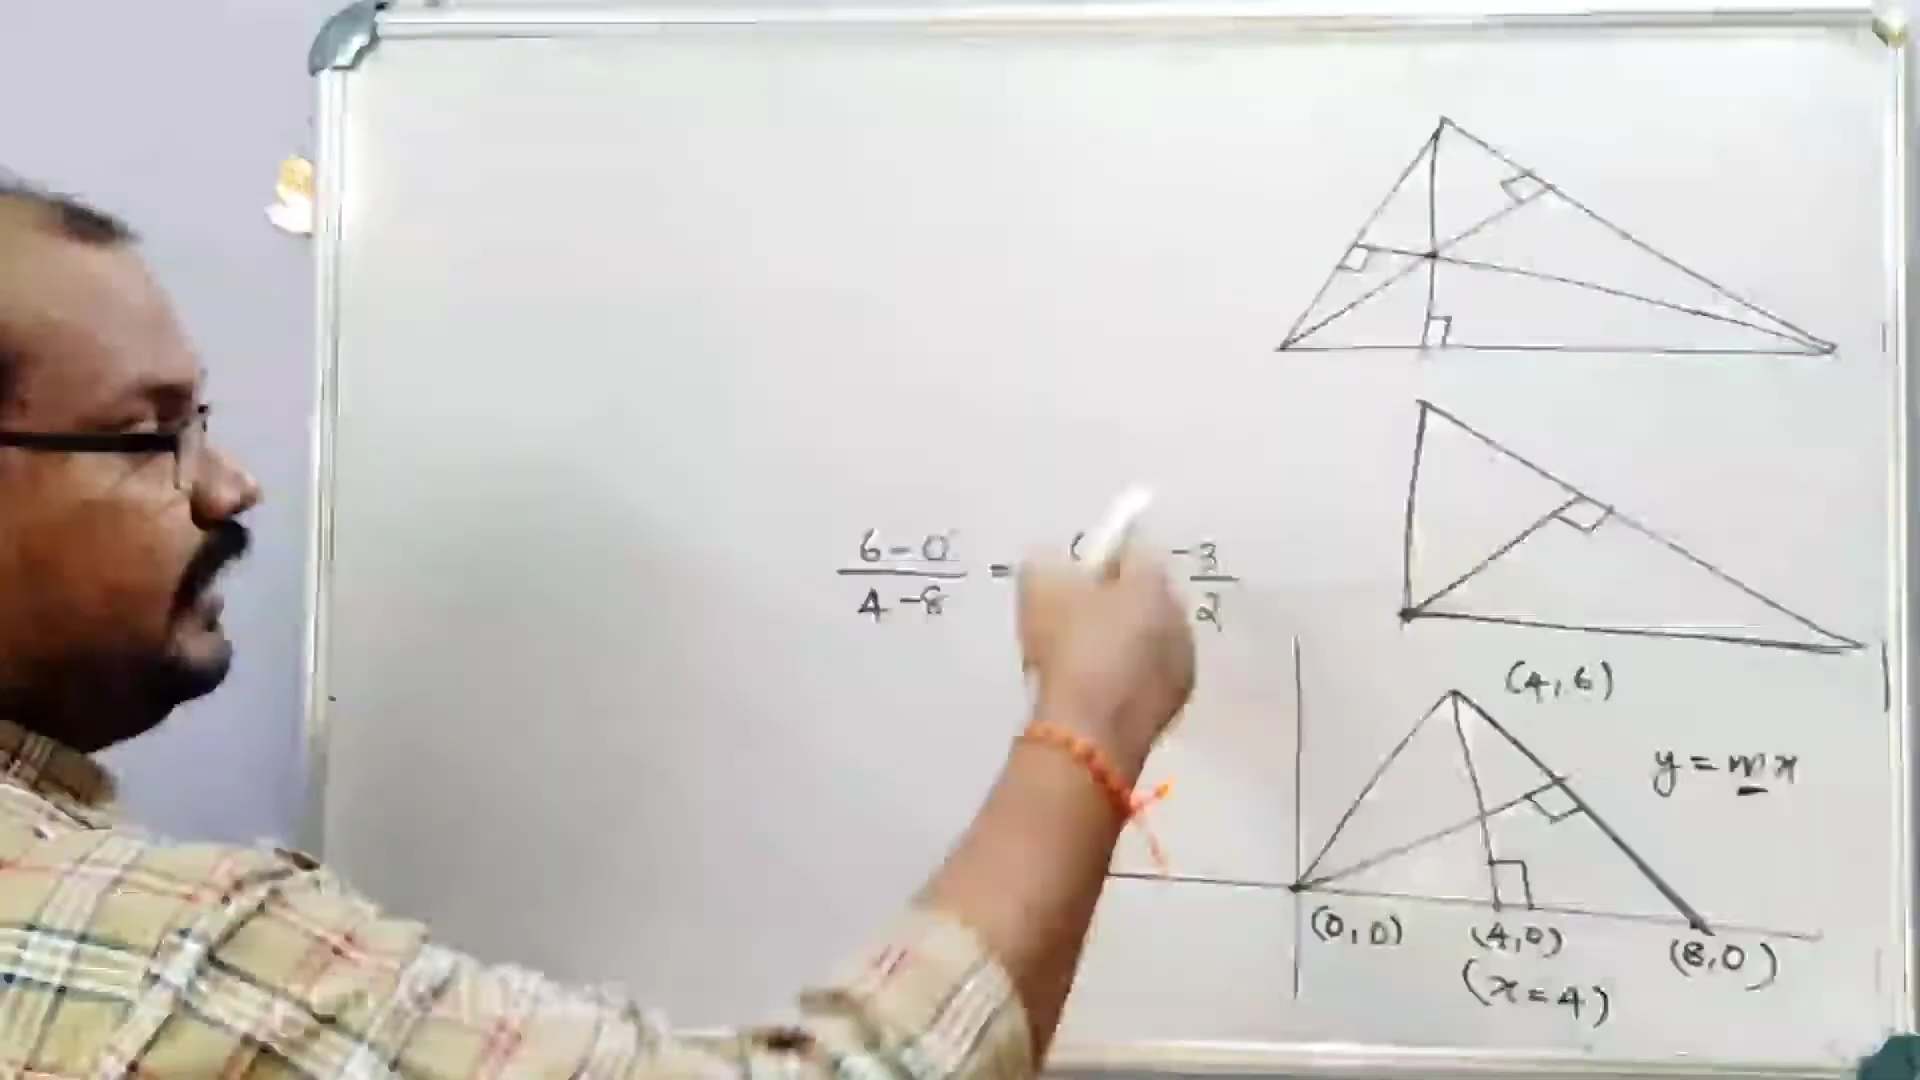 6-0 = -3
4-8 2
(4,6)
y = mx
(0,0) (4,0) (8,0)
(x=4)